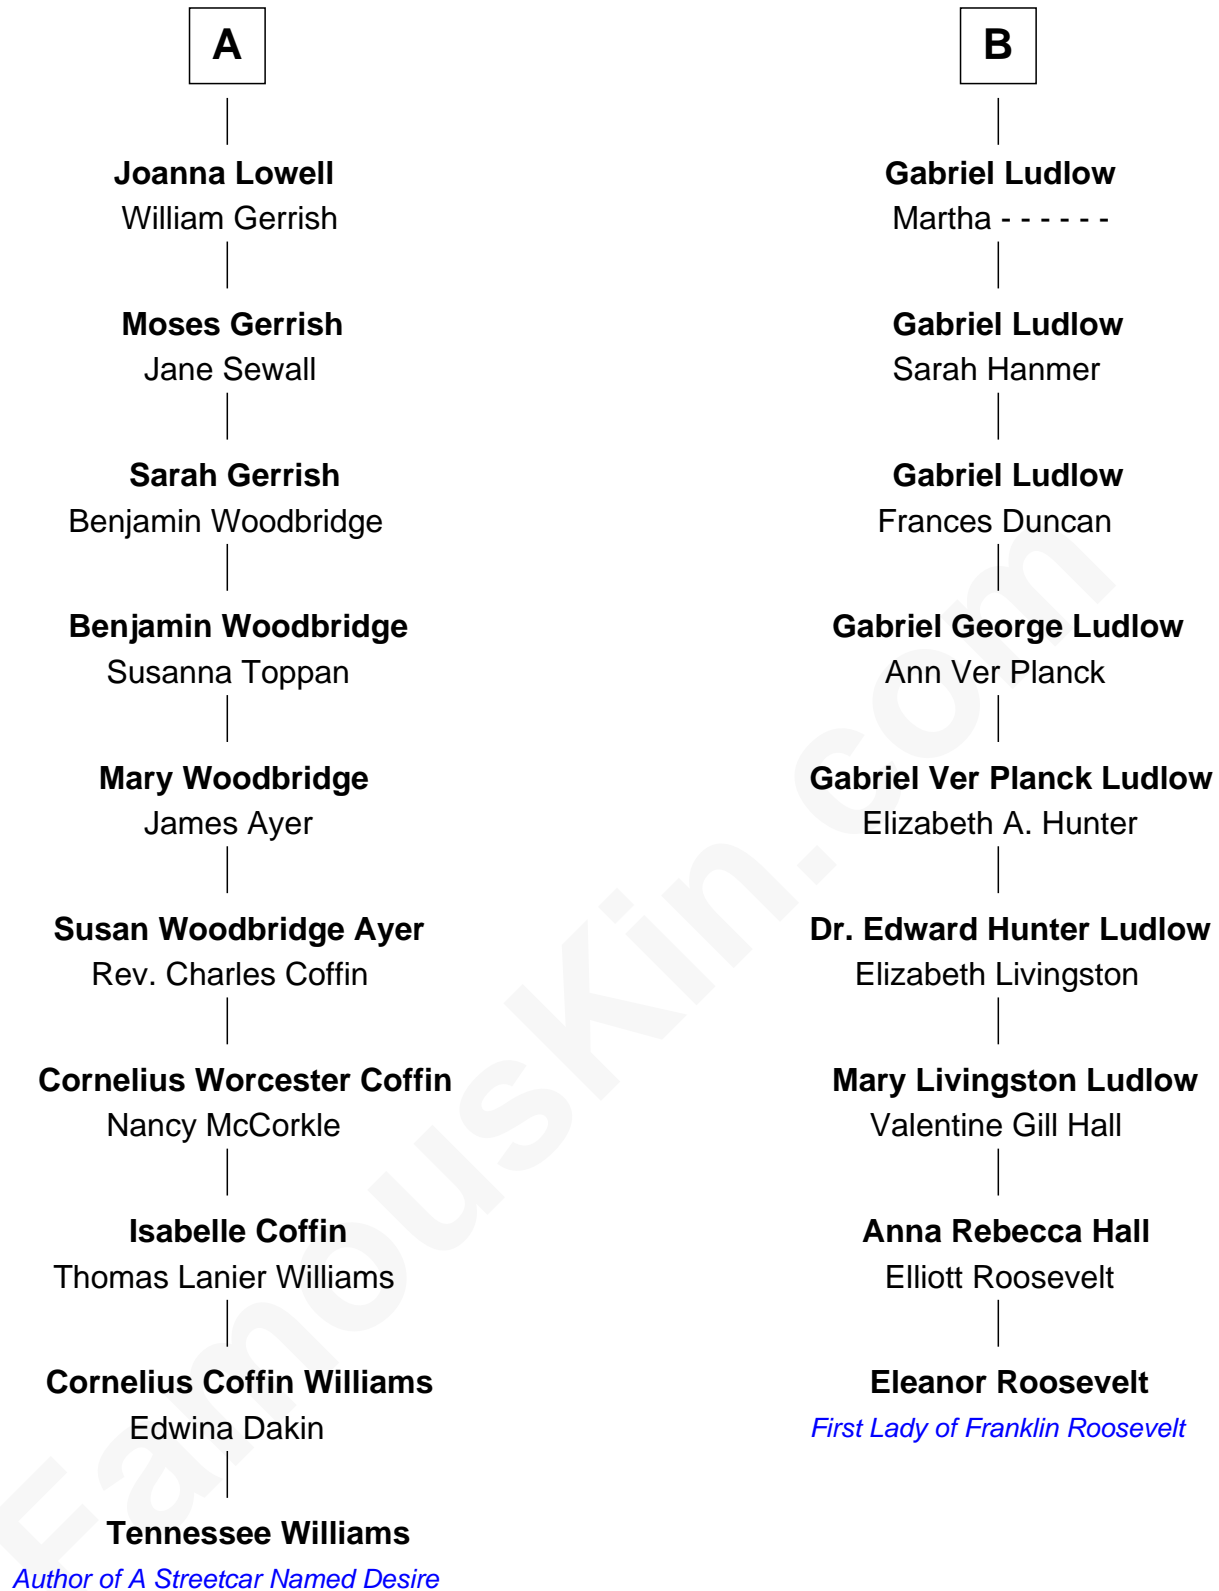 A
Joanna Lowell
William Gerrish
Moses Gerrish
Jane Sewall
Sarah Gerrish
Benjamin Woodbridge
Benjamin Woodbridge
Susanna Toppan
Mary Woodbridge
James Ayer
Susan Woodbridge Ayer
Rev. Charles Coffin
Cornelius Worcester Coffin
Nancy McCorkle
Isabelle Coffin
Thomas Lanier Williams
Cornelius Coffin Williams
Edwina Dakin
Tennessee Williams
Author of A Streetcar Named Desire
B
Gabriel Ludlow
Martha - - - - - -
Gabriel Ludlow
Sarah Hanmer
Gabriel Ludlow
Frances Duncan
Gabriel George Ludlow
Ann Ver Planck
Gabriel Ver Planck Ludlow
Elizabeth A. Hunter
Dr. Edward Hunter Ludlow
Elizabeth Livingston
Mary Livingston Ludlow
Valentine Gill Hall
Anna Rebecca Hall
Elliott Roosevelt
Eleanor Roosevelt
First Lady of Franklin Roosevelt
FamousKin.com